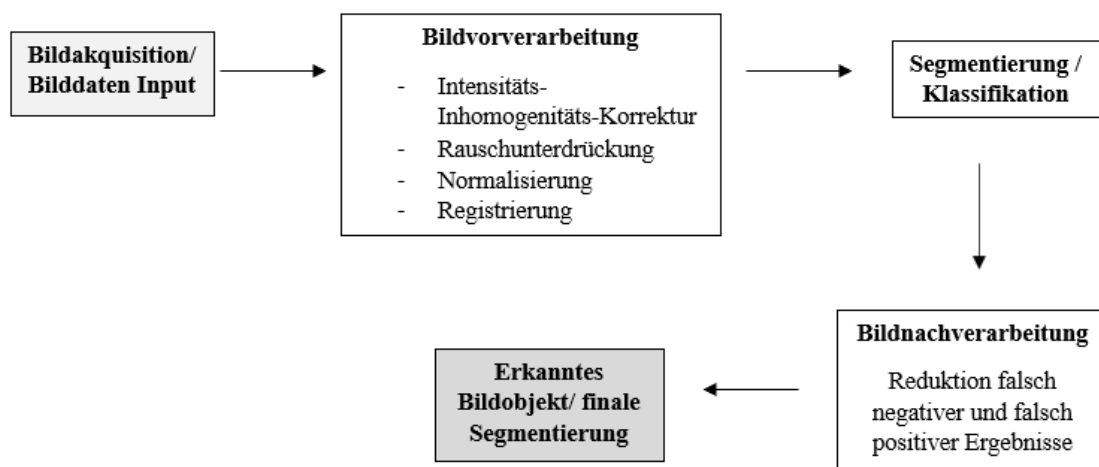 Bildakquisition/
Bilddaten Input
Bildvorverarbeitung
- Intensitäts-
Inhomogenitäts-Korrektur
- Rauschunterdrückung
- Normalisierung
- Registrierung
Segmentierung /
Klassifikation
Bildnachverarbeitung
Reduktion falsch
negativer und falsch
positiver Ergebnisse
Erkanntes
Bildobjekt/ finale
Segmentierung